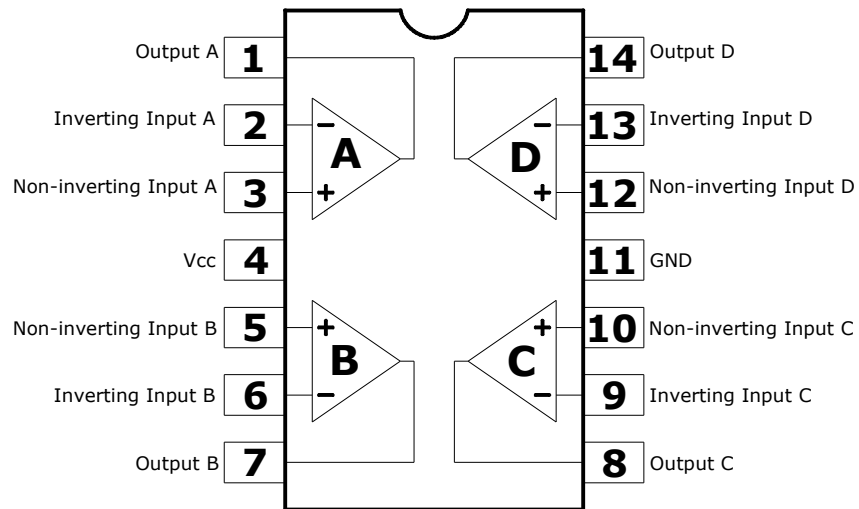 Output A 1 14 Output D
Inverting Input A 2 − A D − 13 Inverting Input D
Non-inverting Input A 3 + + 12 Non-inverting Input D
Vcc 4 11 GND
Non-inverting Input B 5 + B C + 10 Non-inverting Input C
Inverting Input B 6 − − 9 Inverting Input C
Output B 7 8 Output C